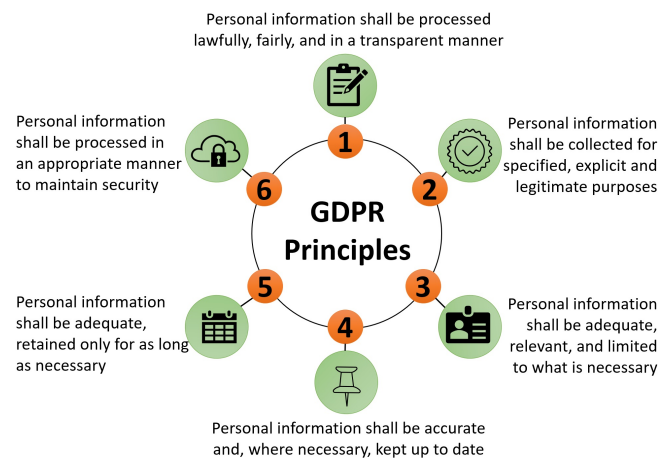 Personal information shall be processed
lawfully, fairly, and in a transparent manner
1
Personal information
shall be collected for
specified, explicit and
legitimate purposes
2
Personal information
shall be adequate,
relevant, and limited
to what is necessary
3
Personal information shall be accurate
and, where necessary, kept up to date
4
Personal information
shall be adequate,
retained only for as long
as necessary
5
Personal information
shall be processed in
an appropriate manner
to maintain security
6
GDPR
Principles